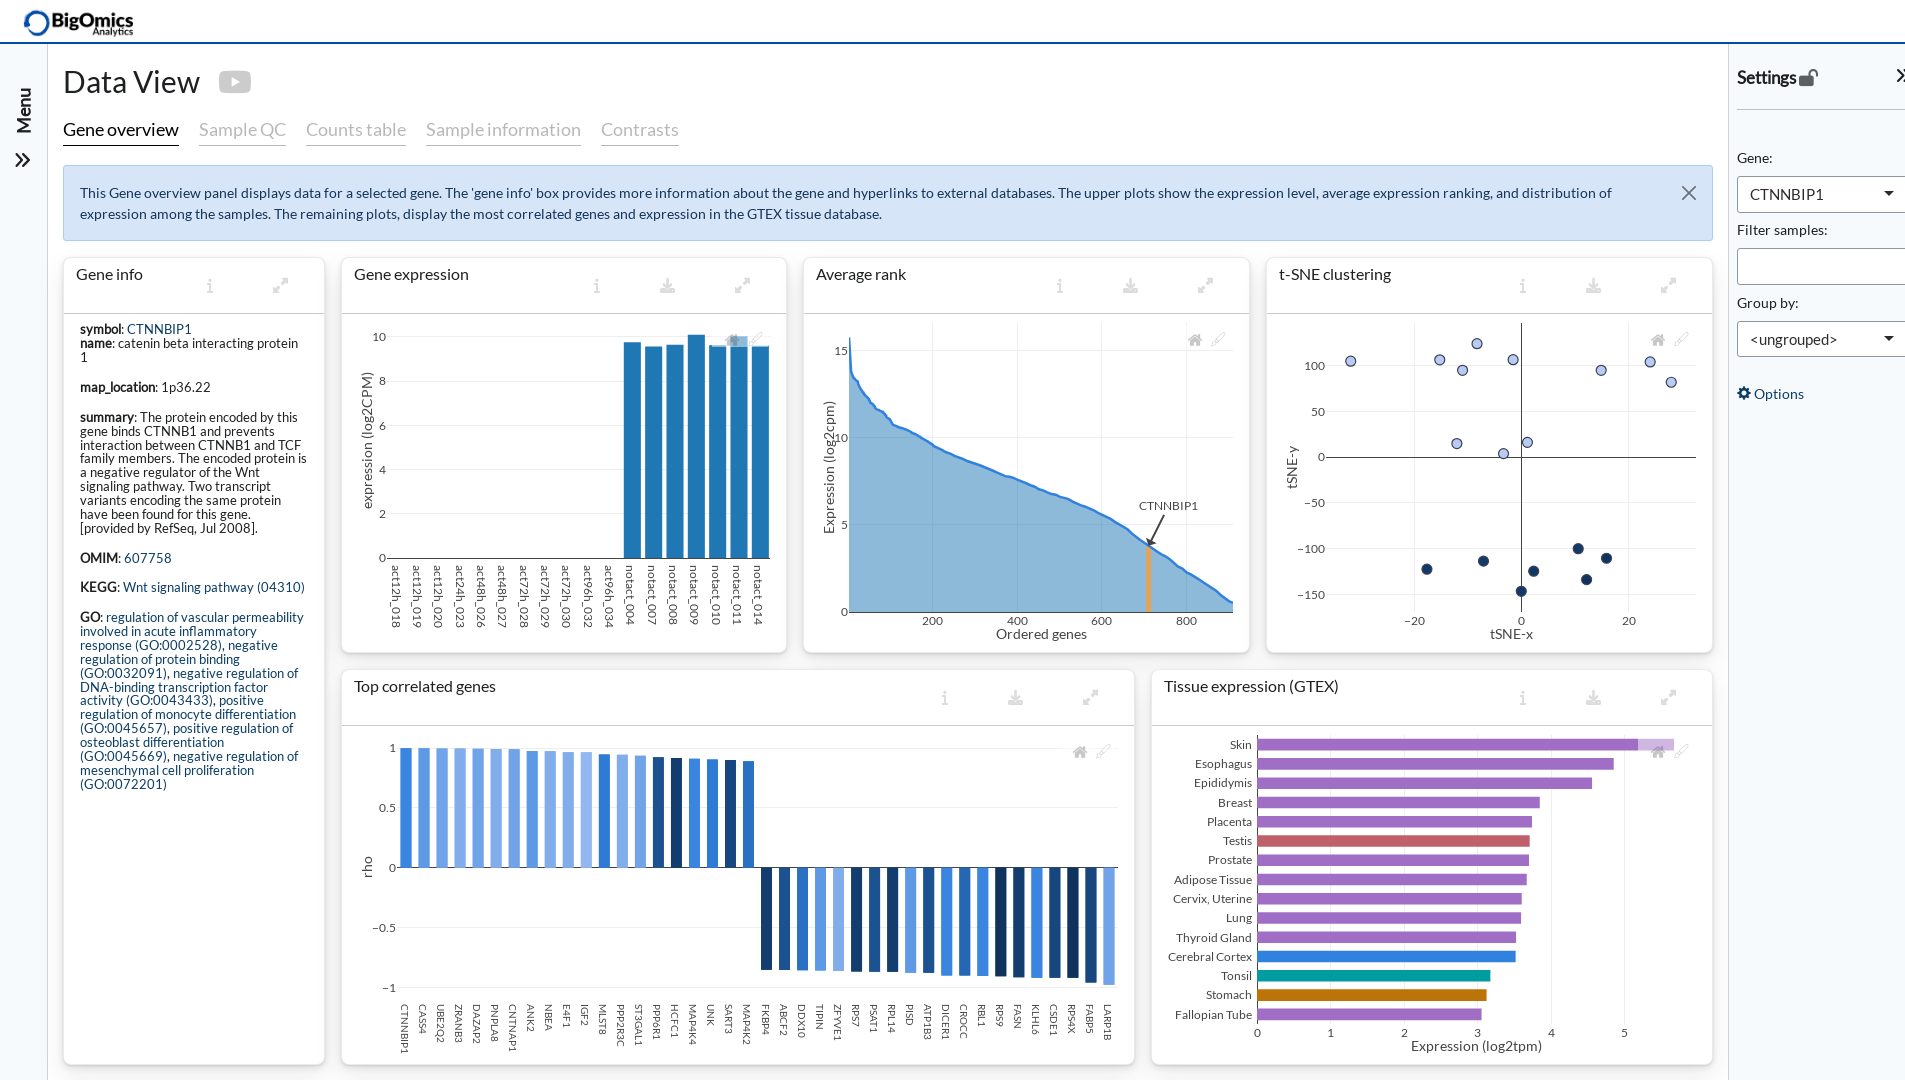 BigOmics
Analytics
Menu
Data View
Gene overview
Sample QC
Counts table
Sample information
Contrasts
This Gene overview panel displays data for a selected gene. The 'gene info' box provides more information about the gene and hyperlinks to external databases. The upper plots show the expression level, average expression ranking, and distribution of
expression among the samples. The remaining plots, display the most correlated genes and expression in the GTEX tissue database.
Settings
Gene:
CTNNBIP1
Filter samples:
Group by:
<ungrouped>
Options
Gene info
symbol: CTNNBIP1
name: catenin beta interacting protein
1
map_location: 1p36.22
summary: The protein encoded by this
gene binds CTNNB1 and prevents
interaction between CTNNB1 and TCF
family members. The encoded protein is
a negative regulator of the Wnt
signaling pathway. Two transcript
variants encoding the same protein
have been found for this gene.
[provided by RefSeq, Jul 2008].
OMIM: 607758
KEGG: Wnt signaling pathway (04310)
GO: regulation of vascular permeability
involved in acute inflammatory
response (GO:0002528), negative
regulation of protein binding
(GO:0032091), negative regulation of
DNA-binding transcription factor
activity (GO:0043433), positive
regulation of monocyte differentiation
(GO:0045657), positive regulation of
osteoblast differentiation
(GO:0045669), negative regulation of
mesenchymal cell proliferation
(GO:0072201)
Gene expression
expression (log2CPM)
10
8
6
4
2
0
act12h_018
act12h_019
act12h_020
act24h_023
act48h_026
act48h_027
act72h_028
act72h_029
act72h_030
act96h_032
act96h_034
notact_004
notact_007
notact_008
notact_009
notact_010
notact_011
notact_014
Average rank
Expression (log2cpm)
15
10
5
0
CTNNBIP1
200
400
600
800
Ordered genes
t-SNE clustering
tSNE-y
100
50
0
−50
−100
−150
−20
0
20
tSNE-x
Top correlated genes
rho
1
0.5
0
−0.5
−1
CTNNBIP1
CASS4
UBE2Q2
ZRANB3
DAZAP2
PNPLA8
CNTNAP1
ANK2
NBEA
E4F1
IGF2
MLST8
PPP2R3C
ST3GAL1
PPP6R1
HCFC1
MAP4K4
UNK
SART3
MAP4K2
FKBP4
ABCF2
DDX10
TIPIN
ZFYVE1
RPS7
PSAT1
RPL14
PISD
ATP1B3
DICER1
CROCC
RBL1
RPS9
FASN
KLHL6
CSDE1
RPS4X
FABP5
LARP1B
Tissue expression (GTEX)
Skin
Esophagus
Epididymis
Breast
Placenta
Testis
Prostate
Adipose Tissue
Cervix, Uterine
Lung
Thyroid Gland
Cerebral Cortex
Tonsil
Stomach
Fallopian Tube
0
1
2
3
4
5
Expression (log2tpm)